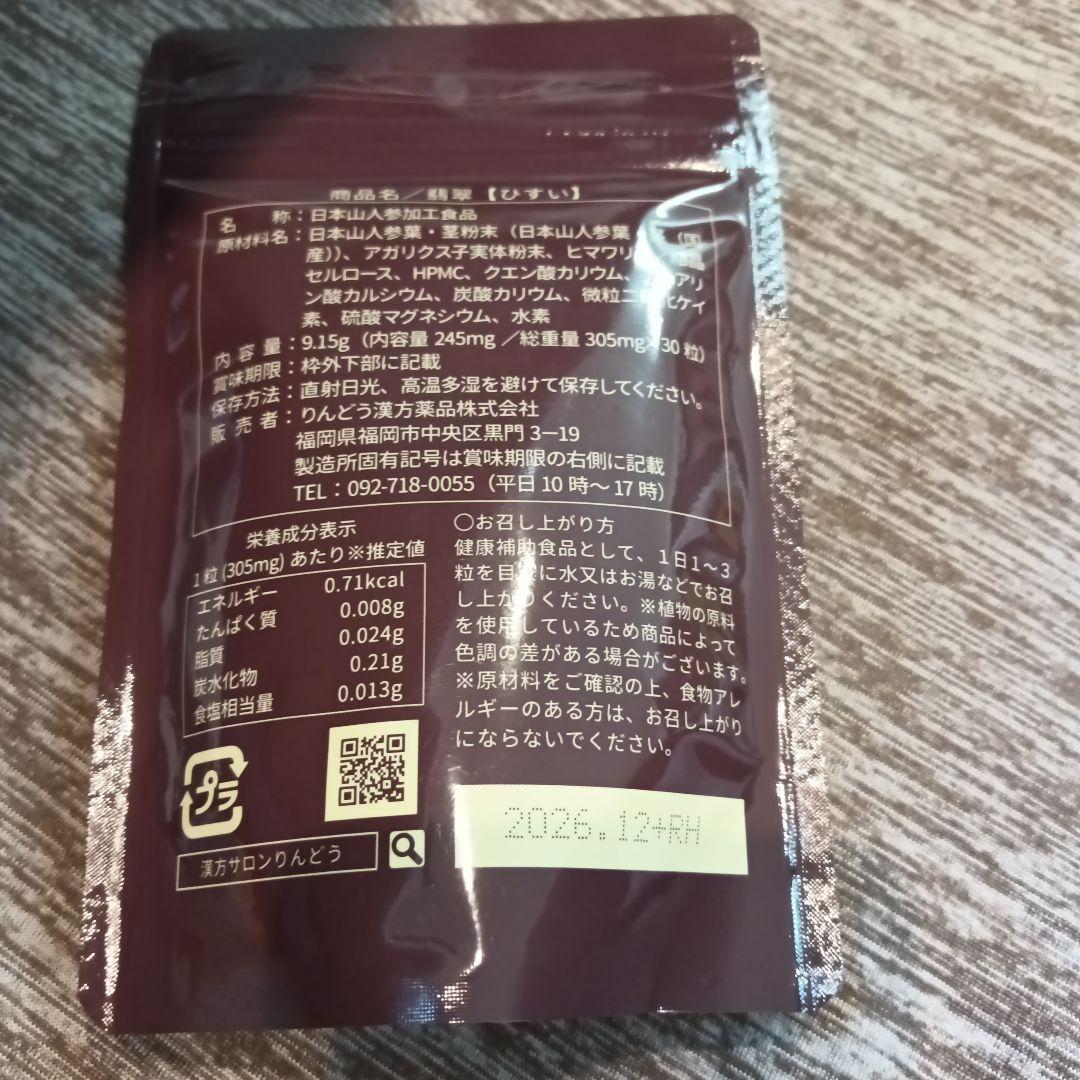 商品名／翡翠【ひすい】
名称：日本山人参加工食品
原材料名：日本山人参葉・茎粉末（日本山人参葉（国
産））、アガリクス子実体粉末、ヒマワリ
セルロース、HPMC、クエン酸カリウム、アリ
ン酸カルシウム、炭酸カリウム、微粒二ヒケイ
素、硫酸マグネシウム、水素
内容量：9.15g（内容量 245mg ／総重量 305mg×30 粒）
賞味期限：枠外下部に記載
保存方法：直射日光、高温多湿を避けて保存してください。
販売者：りんどう漢方薬品株式会社
福岡県福岡市中央区黒門 3ー19
製造所固有記号は賞味期限の右側に記載
TEL：092-718-0055（平日 10 時〜 17 時）
栄養成分表示
1 粒 (305mg) あたり※推定値
エネルギー 0.71kcal
たんぱく質 0.008g
脂質 0.024g
炭水化物 0.21g
食塩相当量 0.013g
〇お召し上がり方
健康補助食品として、1日1〜3
粒を目安に水又はお湯などでお召
し上がりください。※植物の原料
を使用しているため商品によって
色調の差がある場合がございます。
※原材料をご確認の上、食物アレ
ルギーのある方は、お召し上がり
にならないでください。
プラ
漢方サロンりんどう
2026.12+RH